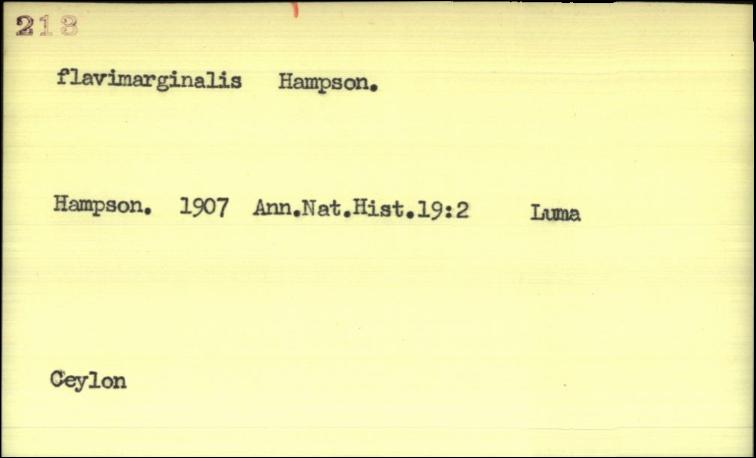 218
flavimarginalis Hampson.
Hampson. 1907 Ann.Nat.Hist.19:2 Luma
Ceylon